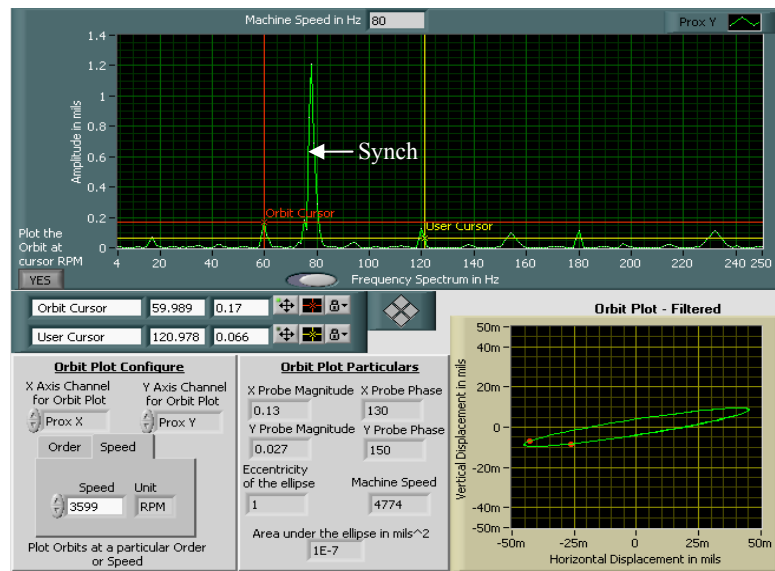 Machine Speed in Hz 80
Prox Y
1.4
1.2
1
0.8
0.6
0.4
0.2
0
Amplitude in mils
Synch
Orbit Cursor
User Cursor
Plot the
Orbit at
cursor RPM
YES
4 20 40 60 80 100 120 140 160 180 200 220 240 250
Frequency Spectrum in Hz
Orbit Cursor 59.989 0.17
User Cursor 120.978 0.066
Orbit Plot Configure
X Axis Channel
for Orbit Plot
Prox X
Y Axis Channel
for Orbit Plot
Prox Y
Order Speed
Speed Unit
3599 RPM
Plot Orbits at a particular Order
or Speed
Orbit Plot Particulars
X Probe Magnitude X Probe Phase
0.13 130
Y Probe Magnitude Y Probe Phase
0.027 150
Eccentricity
of the ellipse
1
Machine Speed
4774
Area under the ellipse in mils^2
1E-7
Orbit Plot - Filtered
50m
40m
20m
0
-20m
-40m
-50m
Vertical Displacement in mils
-50m -25m 0 25m 50m
Horizontal Displacement in mils